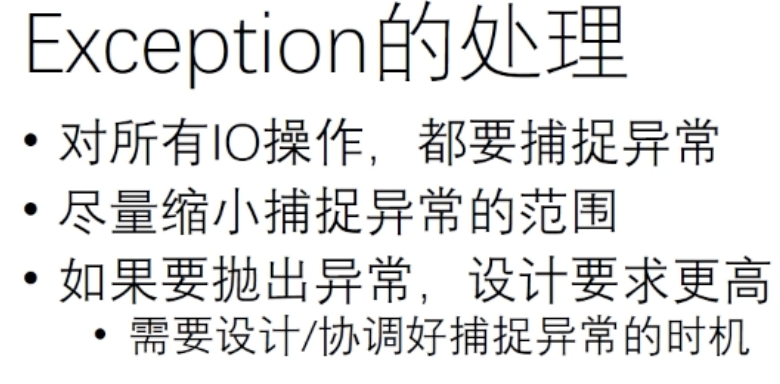 Exception的处理
• 对所有IO操作，都要捕捉异常
• 尽量缩小捕捉异常的范围
• 如果要抛出异常，设计要求更高
• 需要设计/协调好捕捉异常的时机